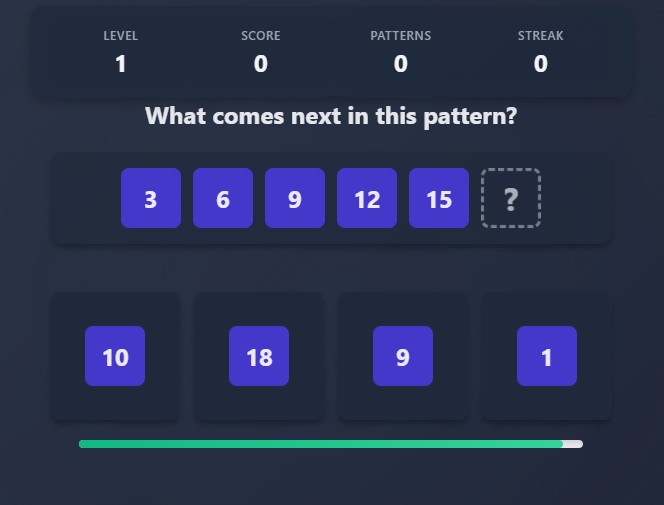 LEVEL SCORE PATTERNS STREAK
1 0 0 0
What comes next in this pattern?
3 6 9 12 15 ?
10 18 9 1